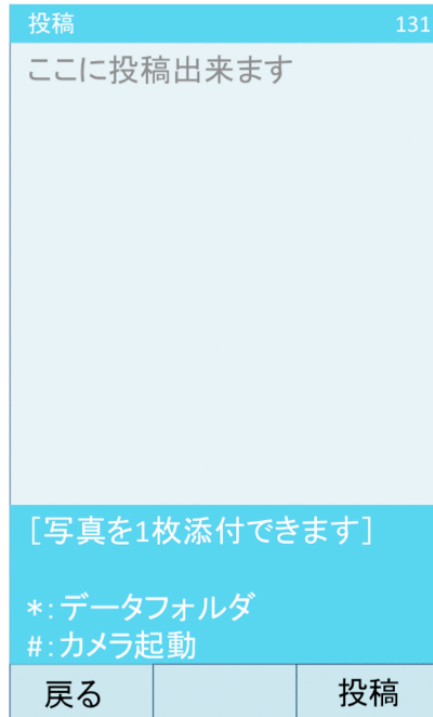 投稿 131
ここに投稿出来ます
[写真を1枚添付できます]
*:データフォルダ
#:カメラ起動
戻る 投稿